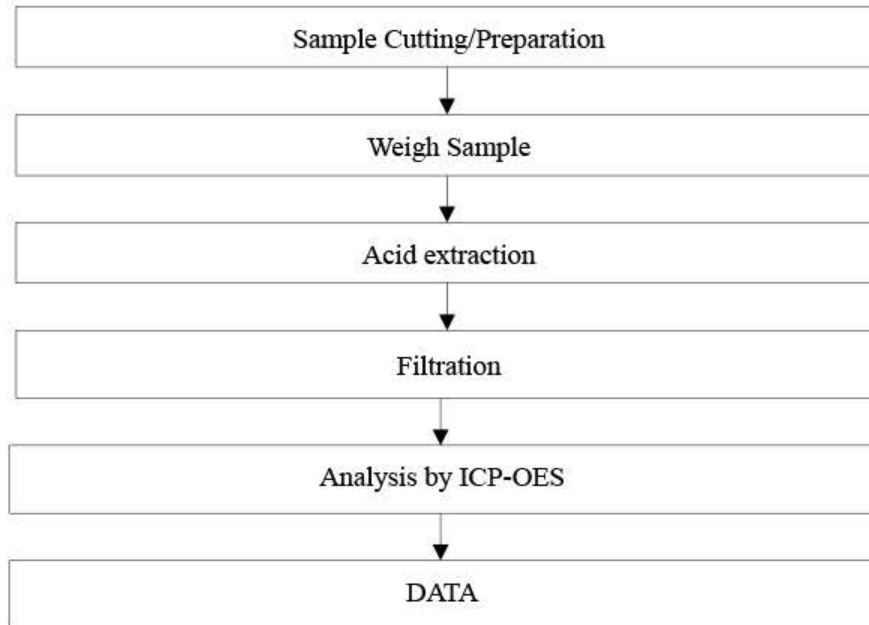 Sample Cutting/Preparation
Weigh Sample
Acid extraction
Filtration
Analysis by ICP-OES
DATA